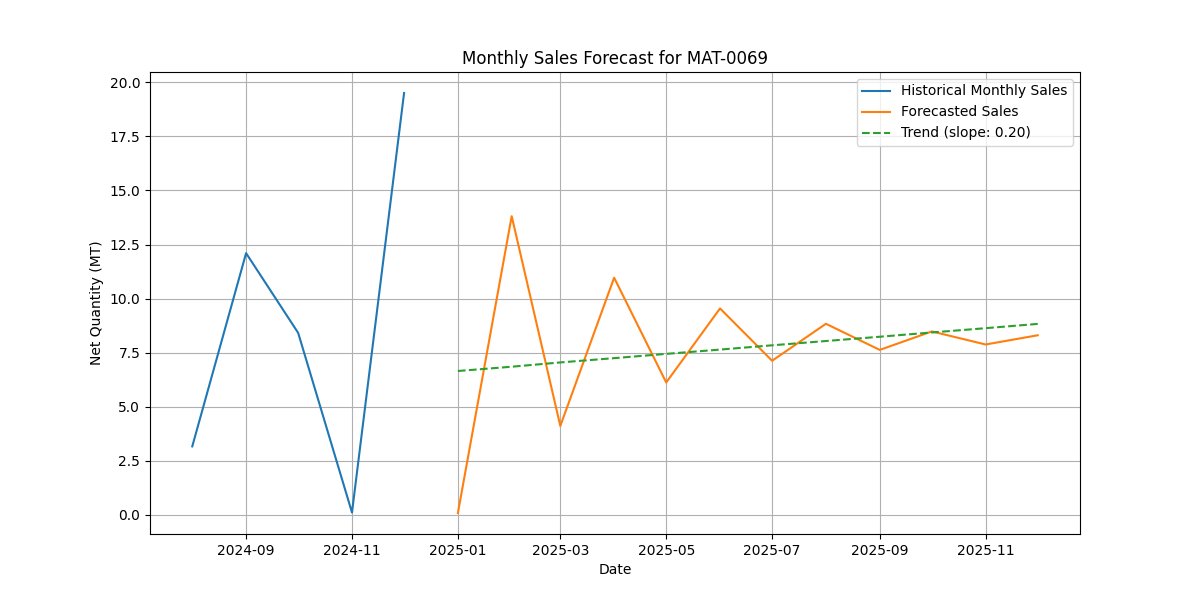 Monthly Sales Forecast for MAT-0069
Historical Monthly Sales
Forecasted Sales
Trend (slope: 0.20)
Net Quantity (MT)
20.0
17.5
15.0
12.5
10.0
7.5
5.0
2.5
0.0
2024-09 2024-11 2025-01 2025-03 2025-05 2025-07 2025-09 2025-11
Date